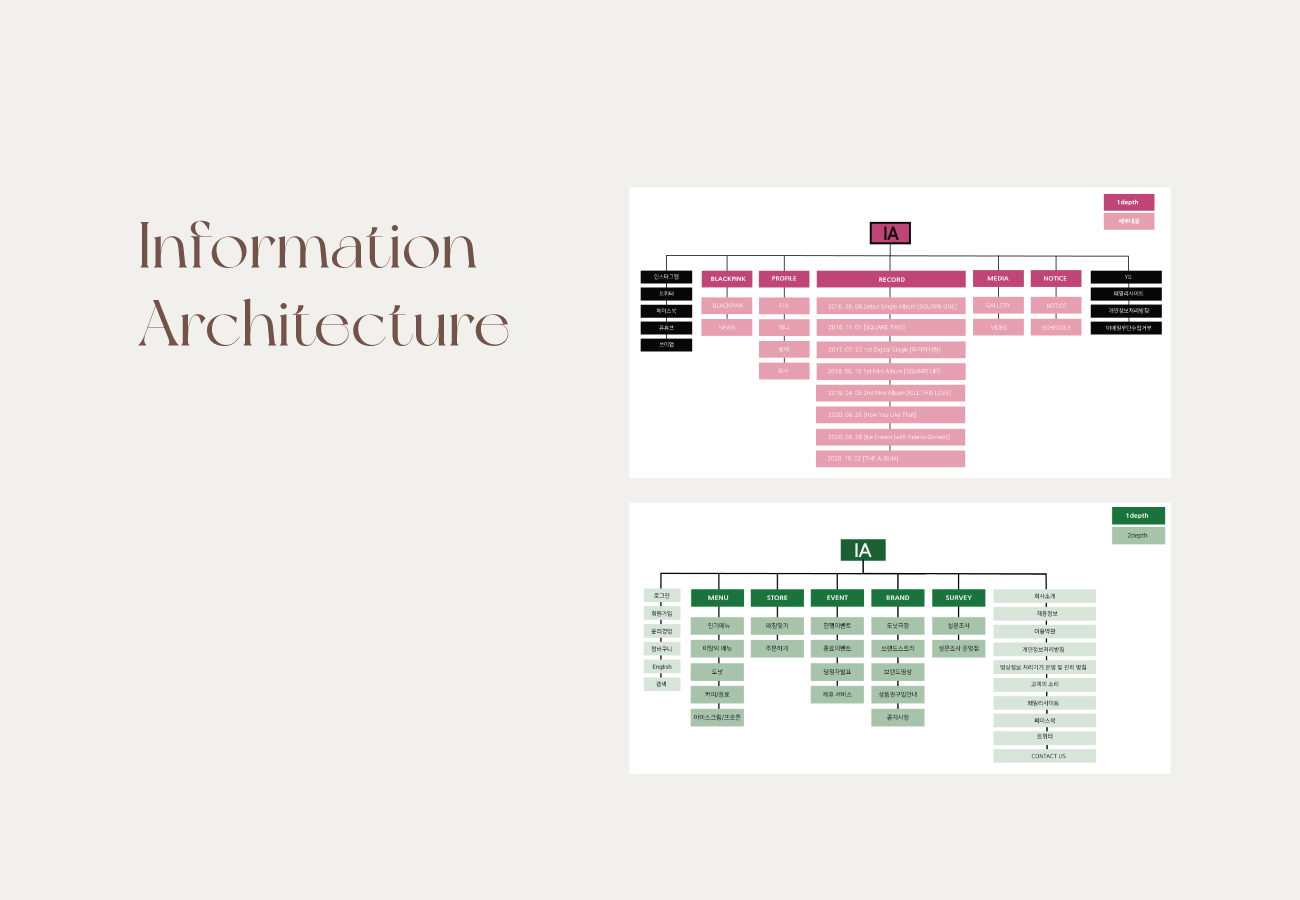 Information
Architecture
1depth
세부내용
IA
인스타그램
트위터
페이스북
유튜브
브이앱
BLACKPINK
BLACKPINK
NEWS
PROFILE
지수
제니
로제
리사
RECORD
2016. 08. 08 Debut Single Album [SQUARE ONE]
2016. 11. 01 [SQUARE TWO]
2017. 07. 22 1st Digital Single [마지막처럼]
2018. 06. 15 1st Mini Album [SQUARE UP]
2019. 04. 05 2nd Mini Album [KILL THIS LOVE]
2020. 06. 26 [How You Like That]
2020. 08. 28 [Ice Cream (with Selena Gomez)]
2020. 10. 02 [THE ALBUM]
MEDIA
GALLERY
VIDEO
NOTICE
NOTICE
SCHEDULE
YG
패밀리사이트
개인정보처리방침
이메일무단수집거부
1depth
2depth
IA
로그인
회원가입
윤리경영
장바구니
English
검색
MENU
인기메뉴
이달의 메뉴
도넛
커피/음료
아이스크림/프로즌
STORE
매장찾기
주문하기
EVENT
진행이벤트
종료이벤트
당첨자발표
제휴 서비스
BRAND
도넛극장
브랜드스토리
브랜드영상
상품권구입안내
공지사항
SURVEY
설문조사
설문조사 운영점
회사소개
채용정보
이용약관
개인정보처리방침
영상정보 처리기기 운영 및 관리 방침
고객의 소리
패밀리사이트
페이스북
트위터
CONTACT US